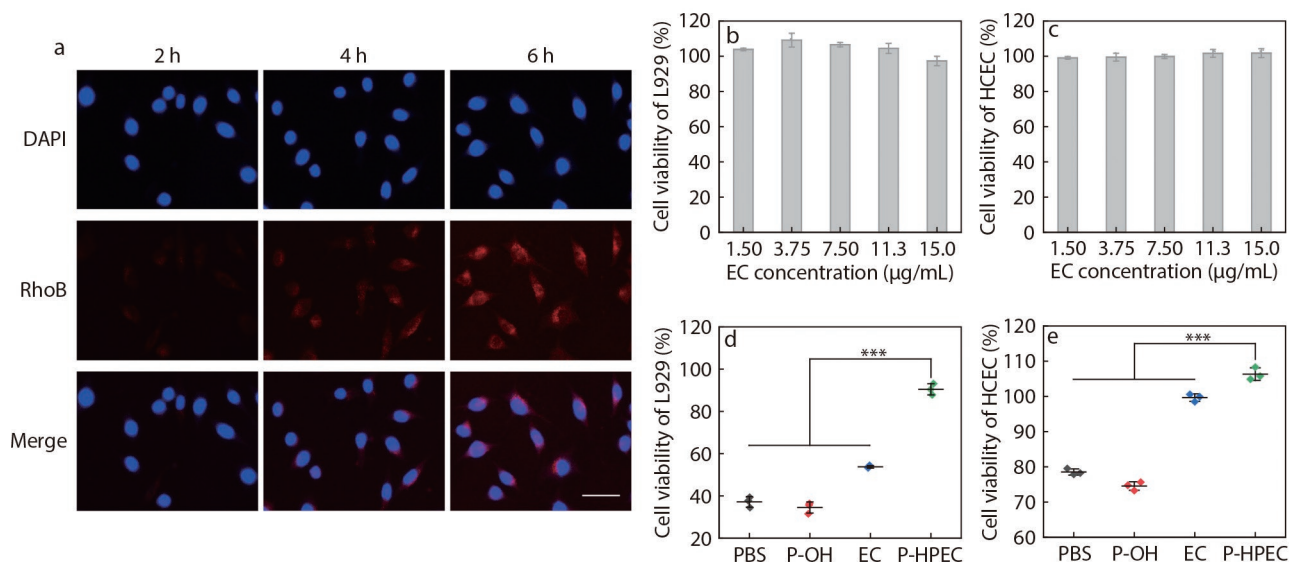 a
2 h 4 h 6 h
DAPI
RhoB
Merge
b
Cell viability of L929 (%)
120
100
80
60
40
20
0
1.50 3.75 7.50 11.3 15.0
EC concentration (μg/mL)
c
Cell viability of HCEC (%)
120
100
80
60
40
20
0
1.50 3.75 7.50 11.3 15.0
EC concentration (μg/mL)
d
***
Cell viability of L929 (%)
120
100
80
60
40
20
PBS P-OH EC P-HPEC
e
***
Cell viability of HCEC (%)
120
110
100
90
80
70
60
PBS P-OH EC P-HPEC